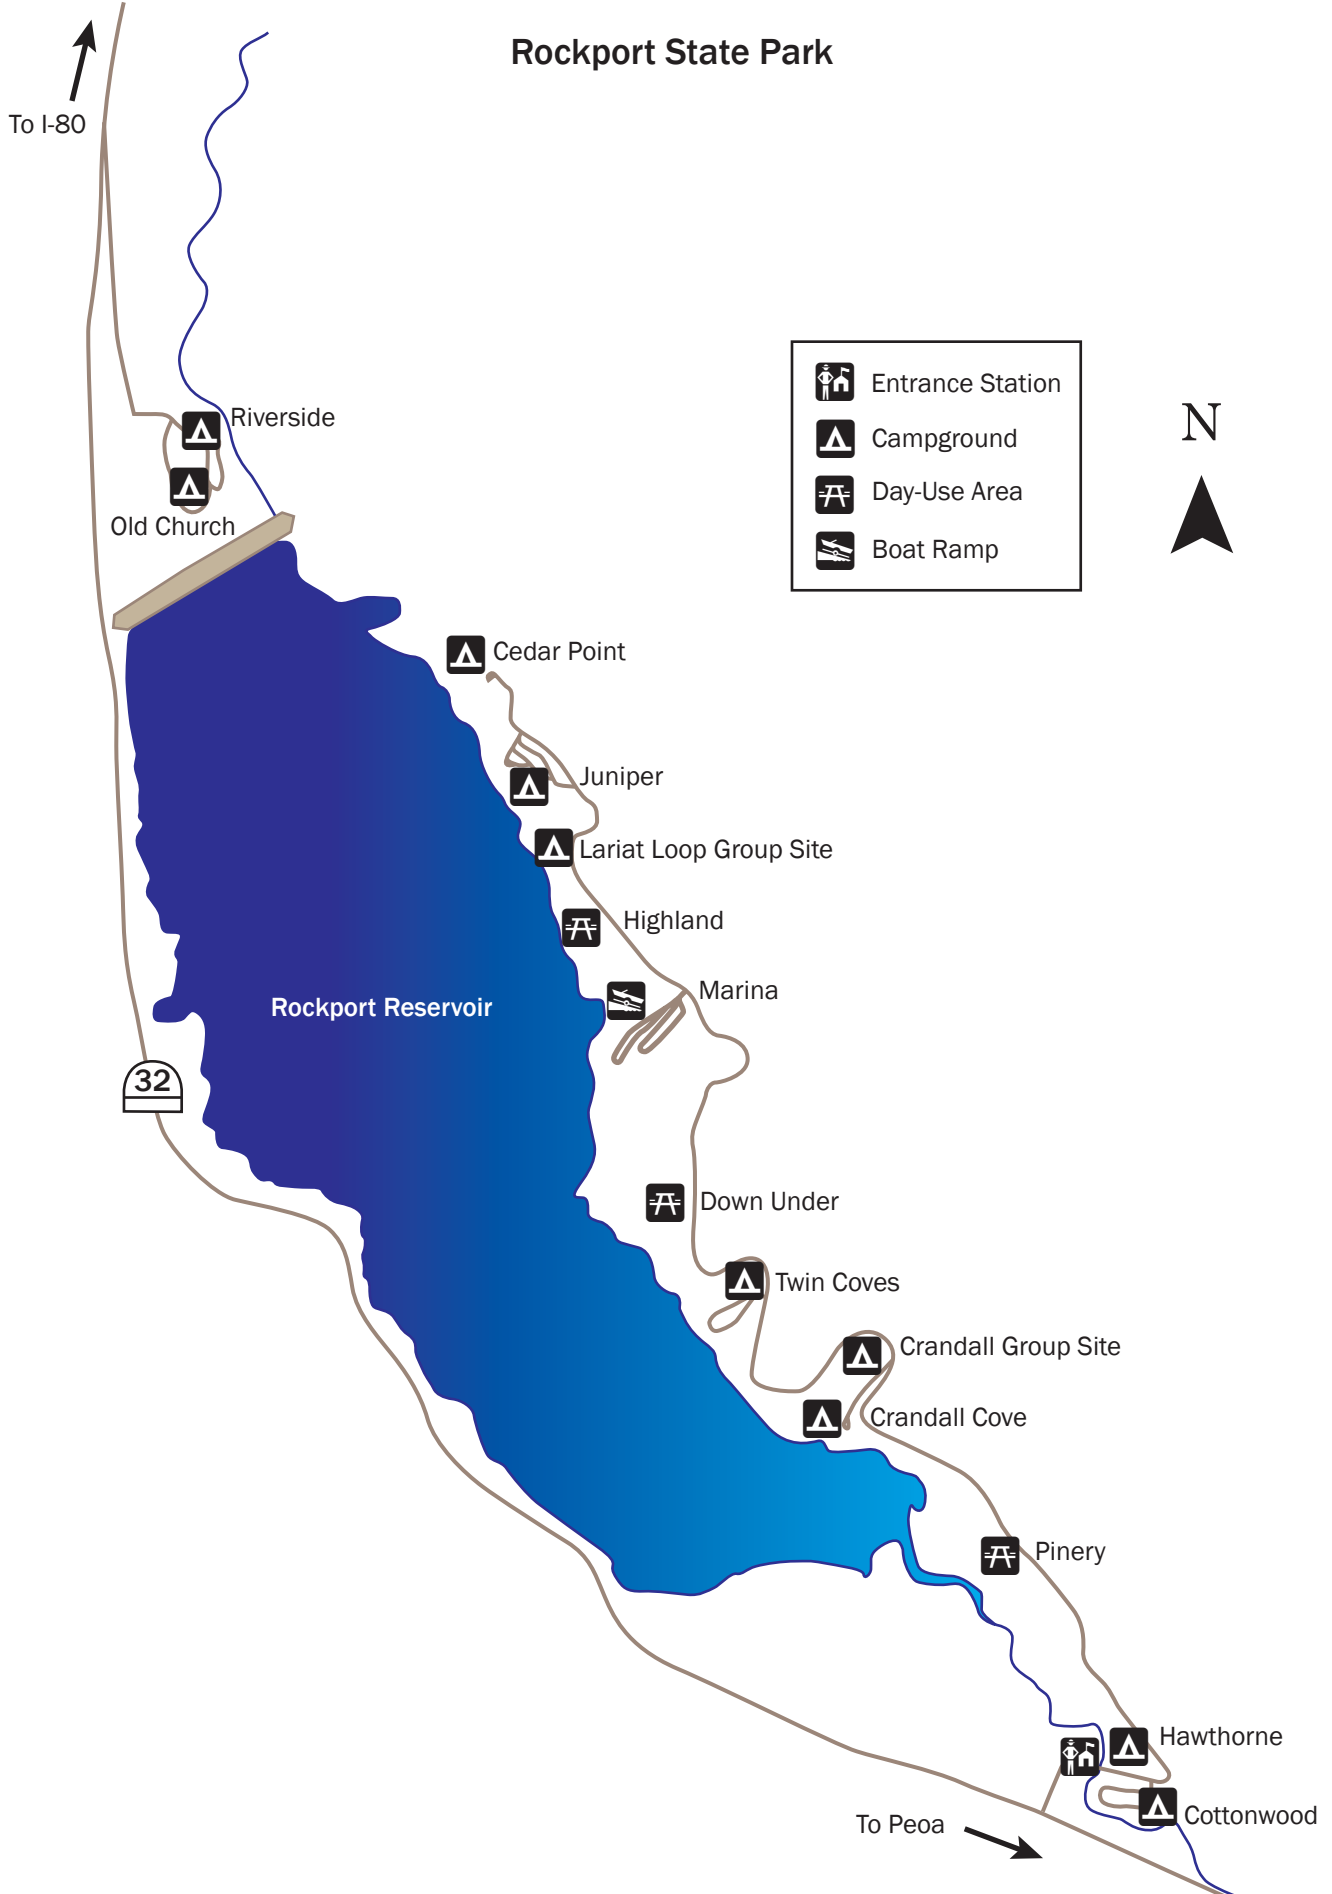 Rockport State Park
To I-80
Entrance Station
Campground
Day-Use Area
Boat Ramp
N
Riverside
Old Church
Cedar Point
Juniper
Lariat Loop Group Site
Highland
Marina
Rockport Reservoir
32
Down Under
Twin Coves
Crandall Group Site
Crandall Cove
Pinery
Hawthorne
Cottonwood
To Peoa